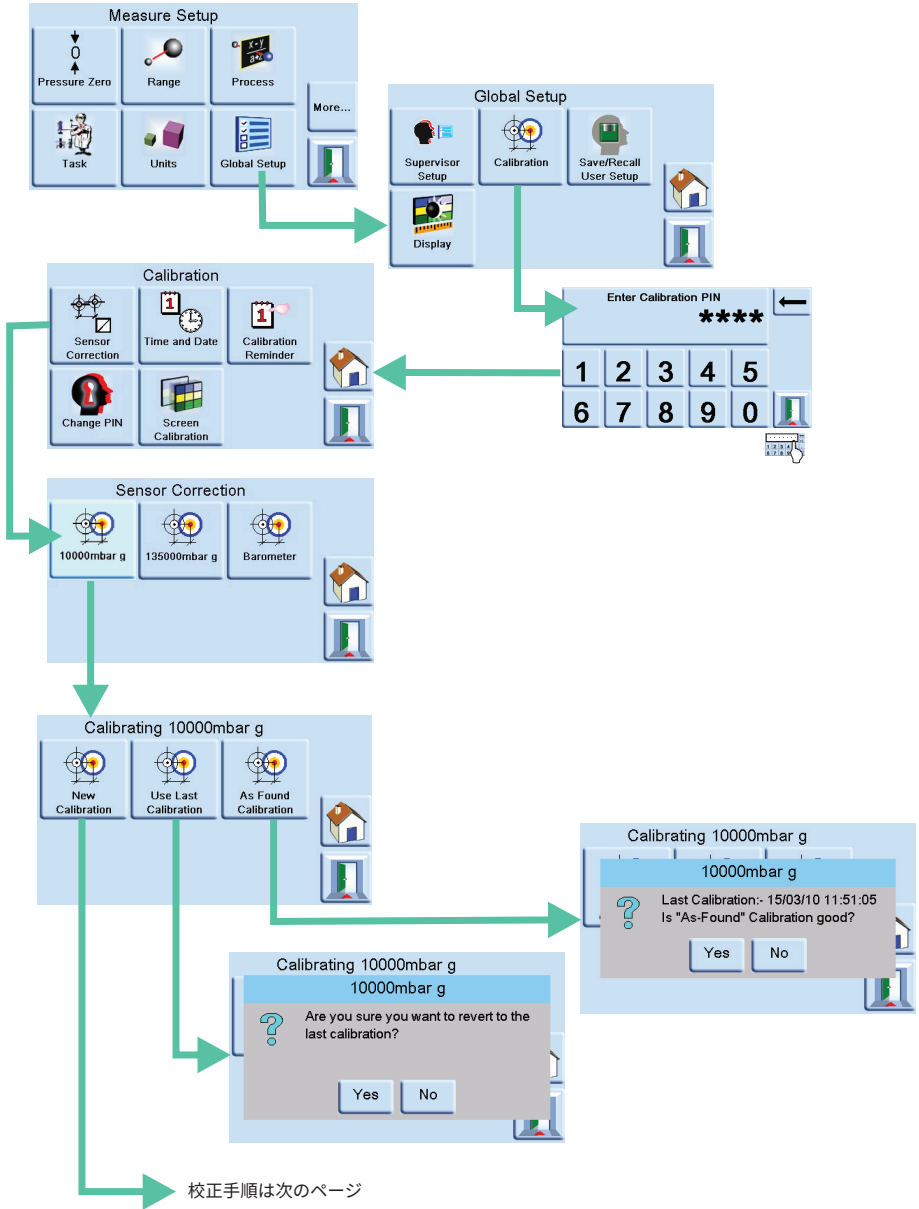 Measure Setup
0
Pressure Zero
Range
x - y
a+z
Process
More...
Task
Units
Global Setup
Global Setup
Supervisor
Setup
Calibration
Save/Recall
User Setup
Display
Enter Calibration PIN
****
1 2 3 4 5
6 7 8 9 0
Calibration
Sensor
Correction
1
Time and Date
1
Calibration
Reminder
Change PIN
Screen
Calibration
Sensor Correction
10000mbar g
135000mbar g
Barometer
Calibrating 10000mbar g
New
Calibration
Use Last
Calibration
As Found
Calibration
Calibrating 10000mbar g
10000mbar g
?
Last Calibration:- 15/03/10 11:51:05
Is "As-Found" Calibration good?
Yes
No
Calibrating 10000mbar g
10000mbar g
?
Are you sure you want to revert to the
last calibration?
Yes
No
校正手順は次のページ